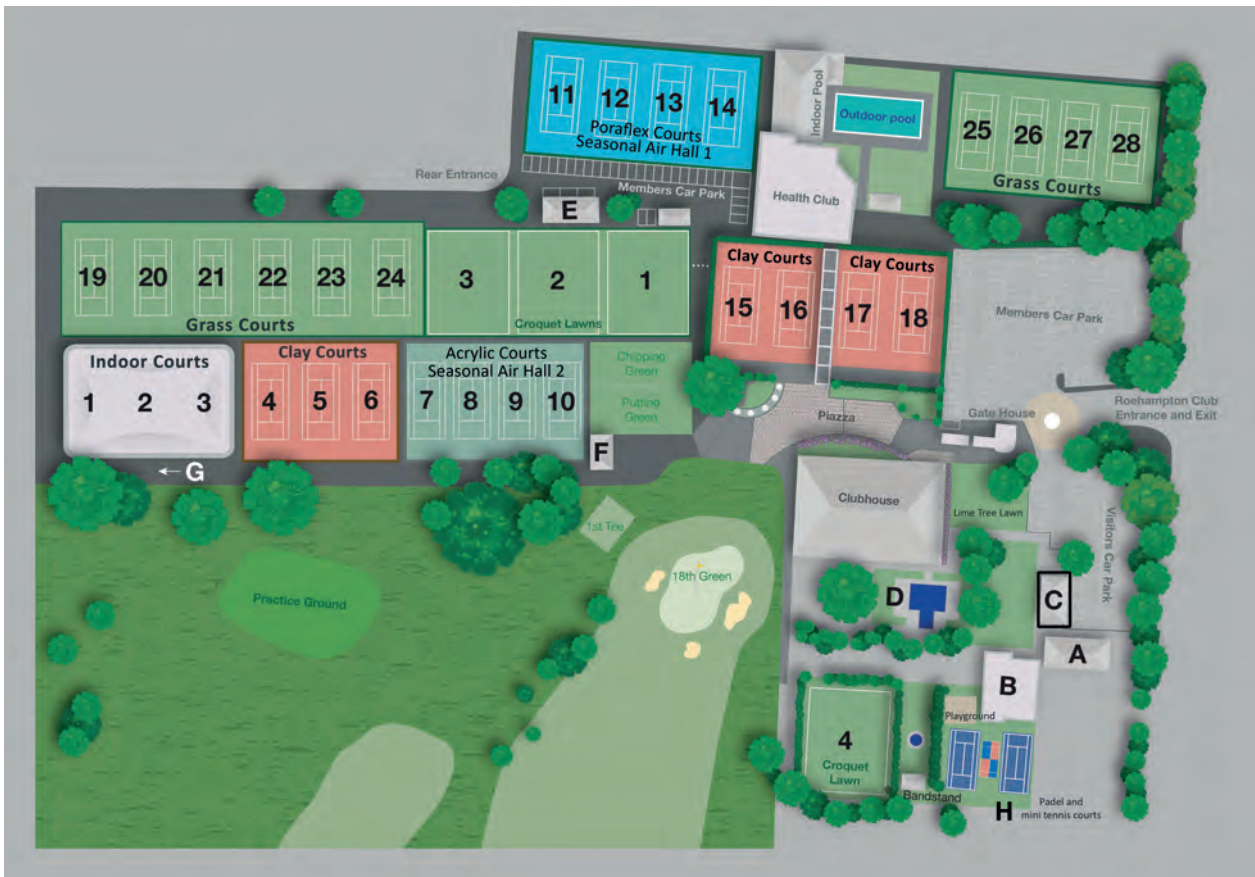 11
12
13
14
Poraflex Courts
Seasonal Air Hall 1
Indoor Pool
Outdoor pool
25
26
27
28
Grass Courts
Rear Entrance
Members Car Park
Health Club
E
19
20
21
22
23
24
Grass Courts
3
2
1
Croquet Lawns
Clay Courts
15
16
Clay Courts
17
18
Members Car Park
Indoor Courts
1
2
3
Clay Courts
4
5
6
Acrylic Courts
Seasonal Air Hall 2
7
8
9
10
Chipping
Green
Putting
Green
Piazza
Gate House
Roehampton Club
Entrance and Exit
F
← G
Clubhouse
Lime Tree Lawn
Visitors Car Park
1st Tee
18th Green
Practice Ground
D
C
A
B
Playground
4
Croquet
Lawn
Bandstand
H
Padel and
mini tennis courts